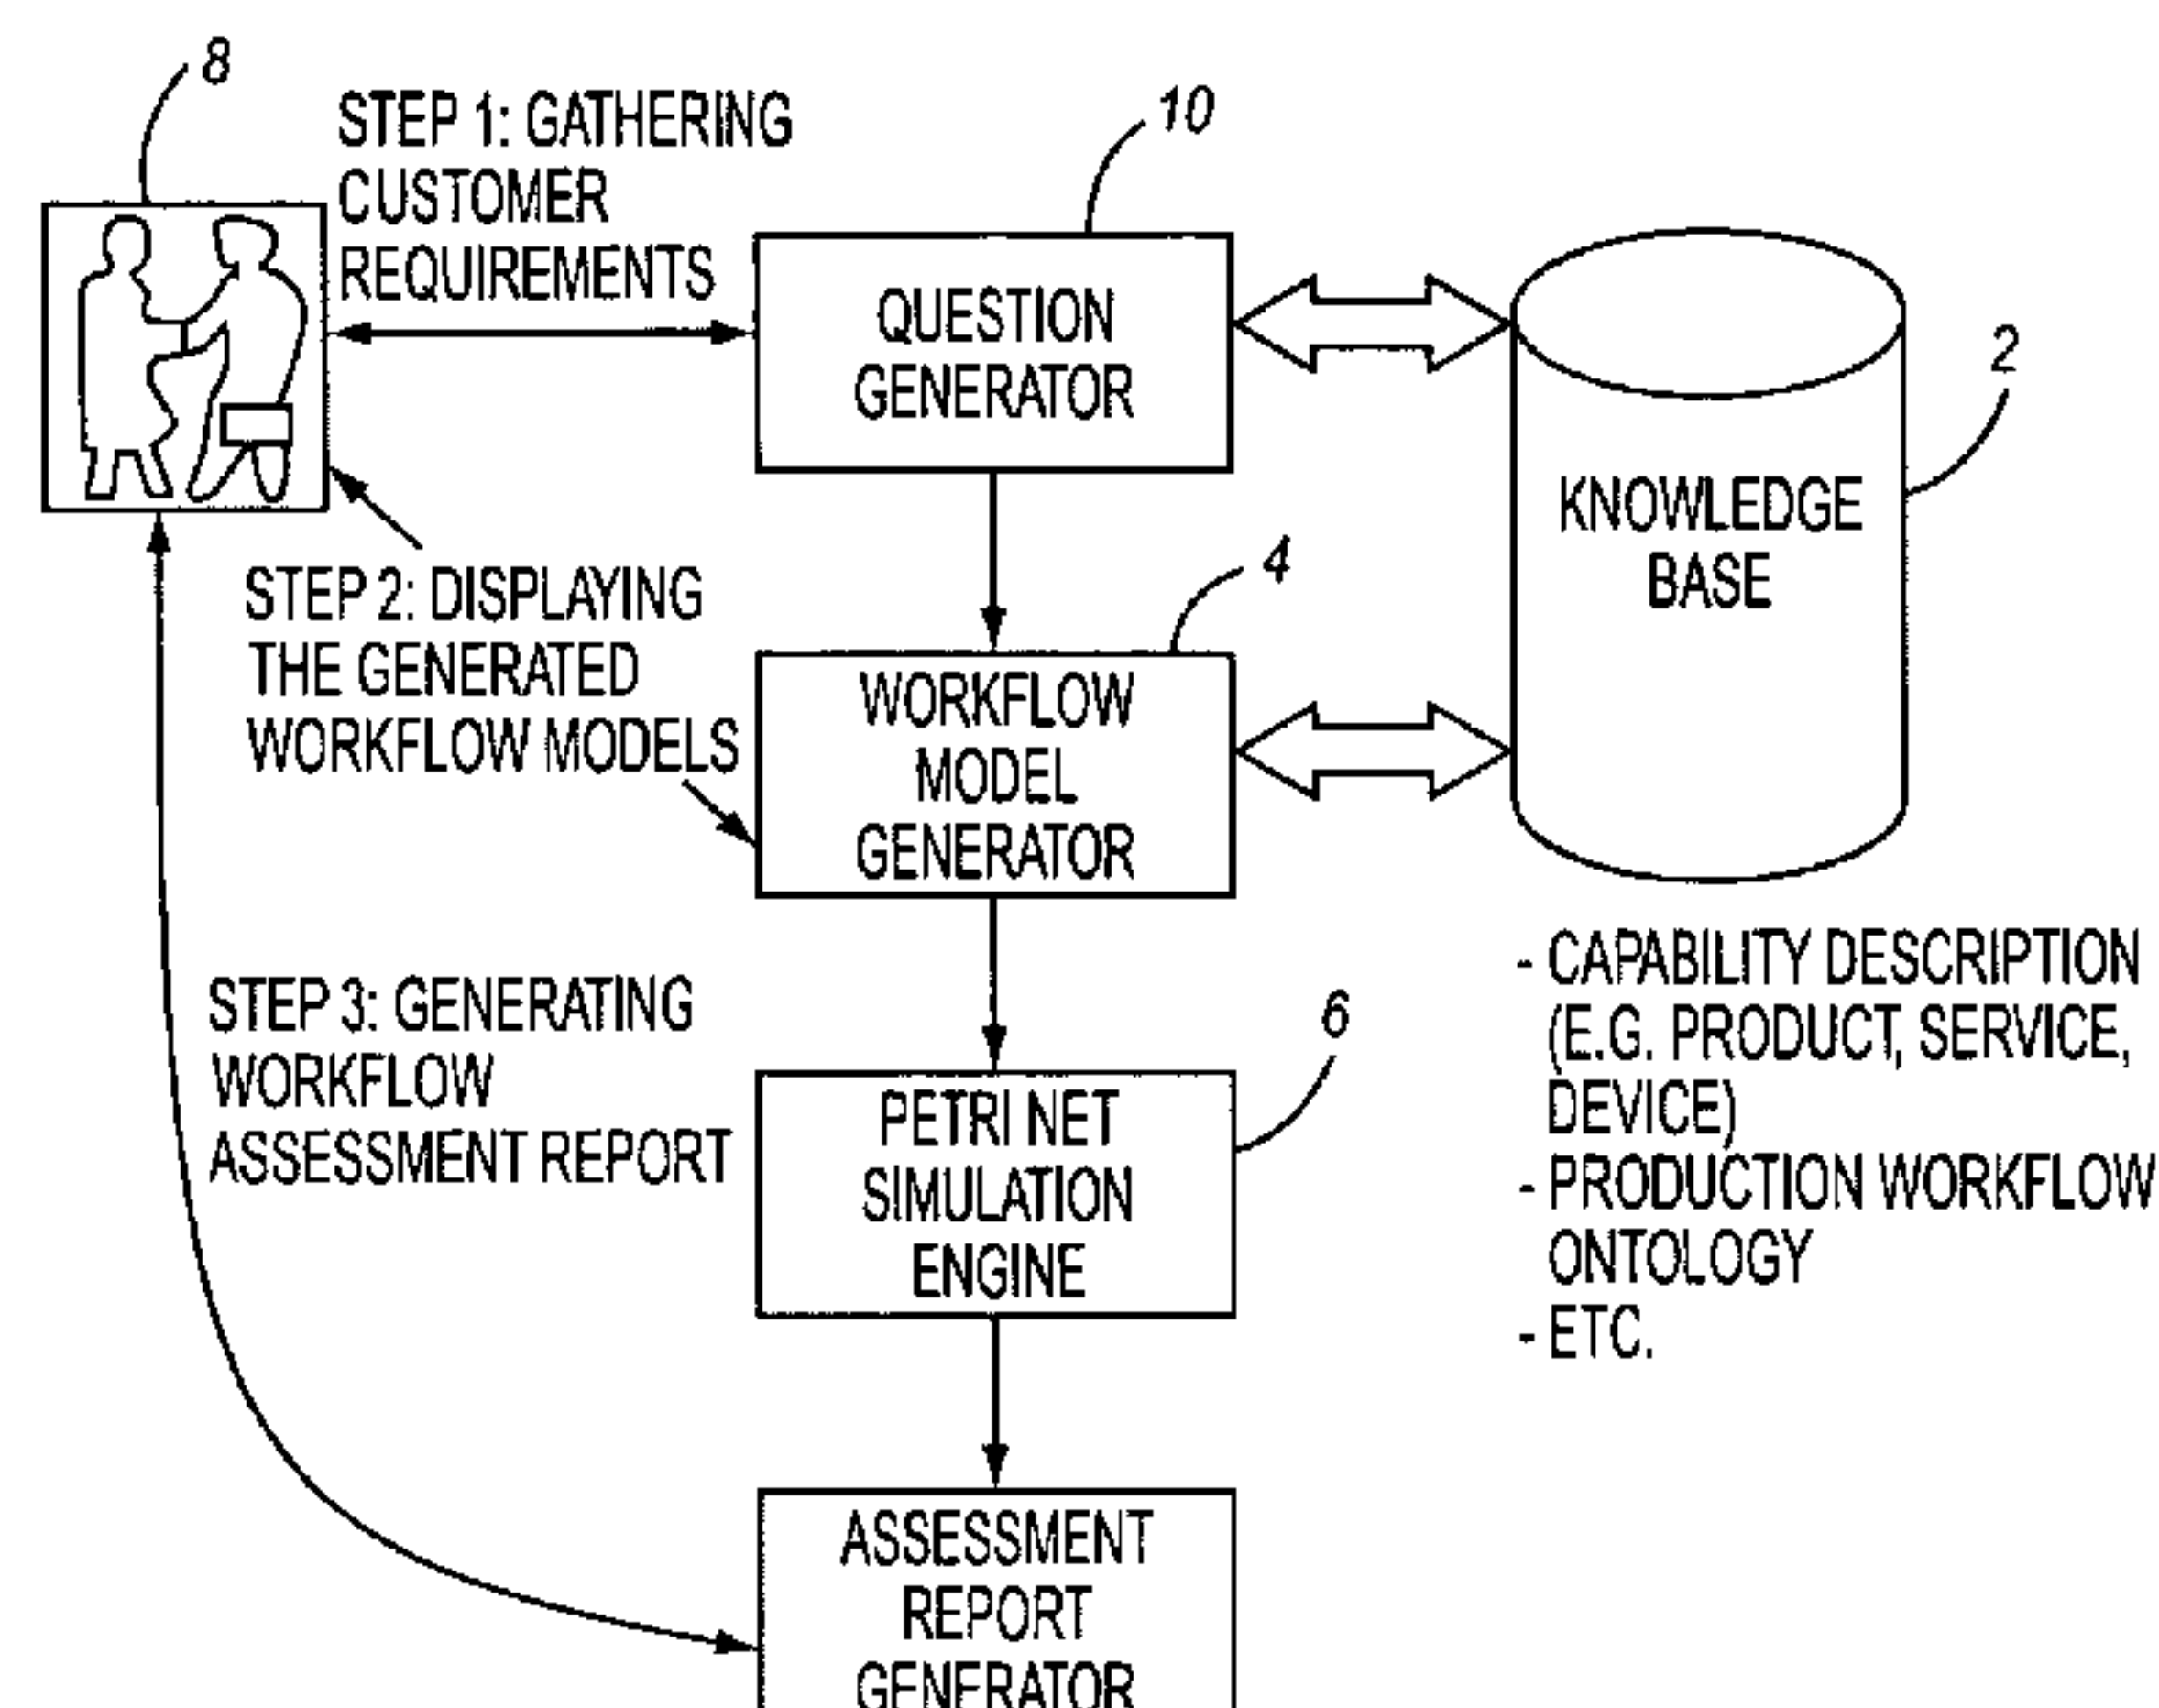 8
STEP 1: GATHERING
CUSTOMER
REQUIREMENTS
10
QUESTION
GENERATOR
2
KNOWLEDGE
BASE
STEP 2: DISPLAYING
THE GENERATED
WORKFLOW MODELS
4
WORKFLOW
MODEL
GENERATOR
- CAPABILITY DESCRIPTION
(E.G. PRODUCT, SERVICE,
DEVICE)
- PRODUCTION WORKFLOW
ONTOLOGY
- ETC.
STEP 3: GENERATING
WORKFLOW
ASSESSMENT REPORT
6
PETRI NET
SIMULATION
ENGINE
ASSESSMENT
REPORT
GENERATOR